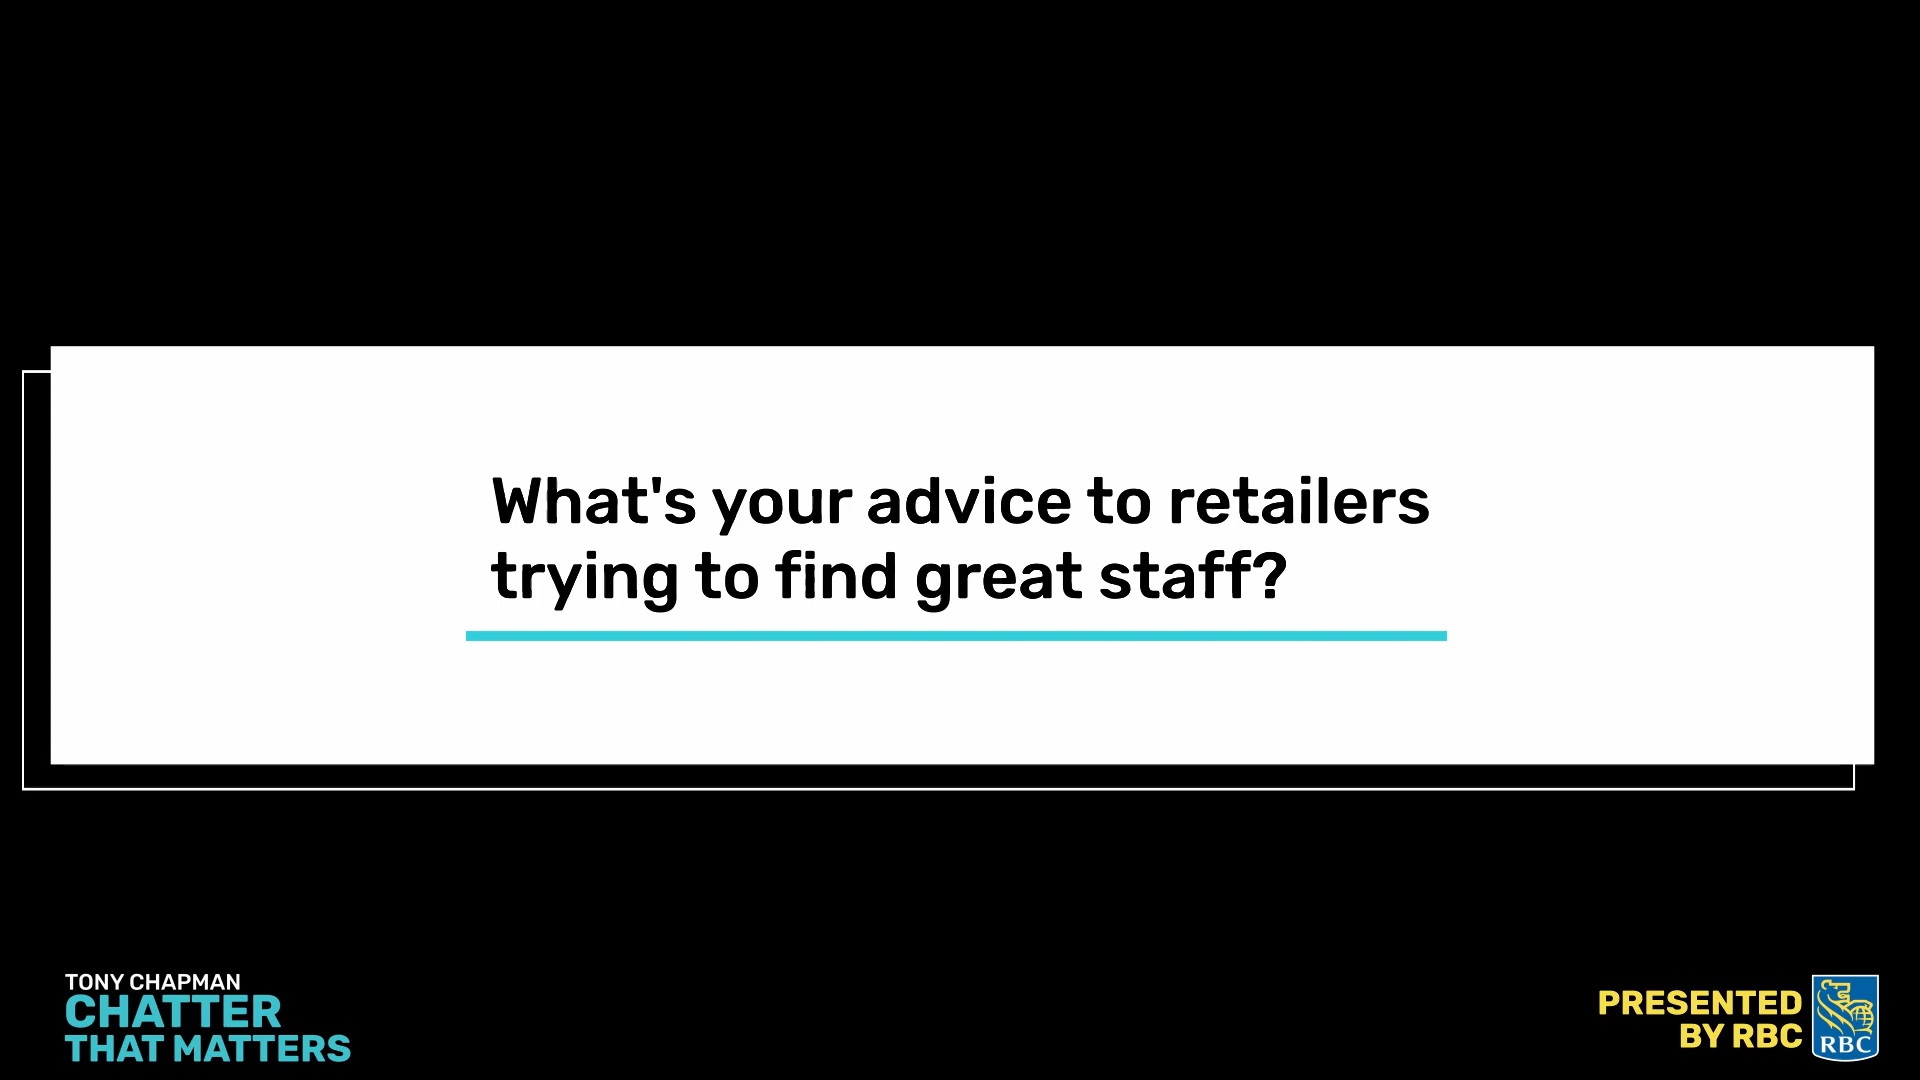 What's your advice to retailers
trying to find great staff?
TONY CHAPMAN
CHATTER
THAT MATTERS
PRESENTED
BY RBC
RBC